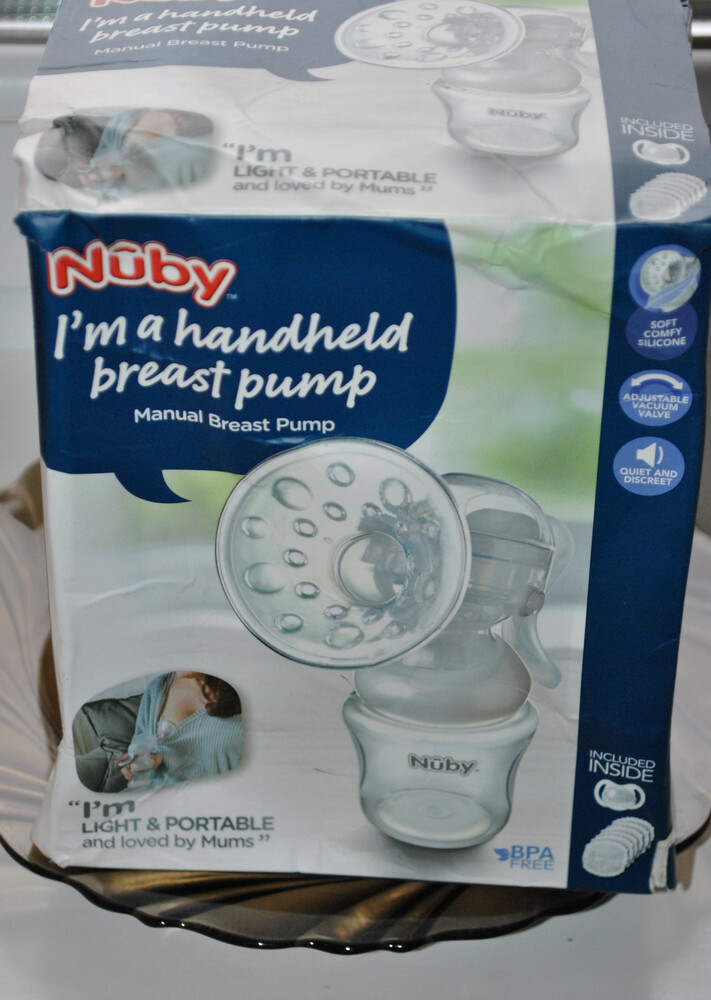 Nûby
I'm a handheld
breast pump
Manual Breast Pump
Nûby
"I'm
LIGHT & PORTABLE
and loved by Mums"
INCLUDED
INSIDE
Nûby™
I'm a handheld
breast pump
Manual Breast Pump
SOFT
COMFY
SILICONE
ADJUSTABLE
VACUUM
VALVE
QUIET AND
DISCREET
Nûby™
"I'm
LIGHT & PORTABLE
and loved by Mums"
BPA
FREE
INCLUDED
INSIDE